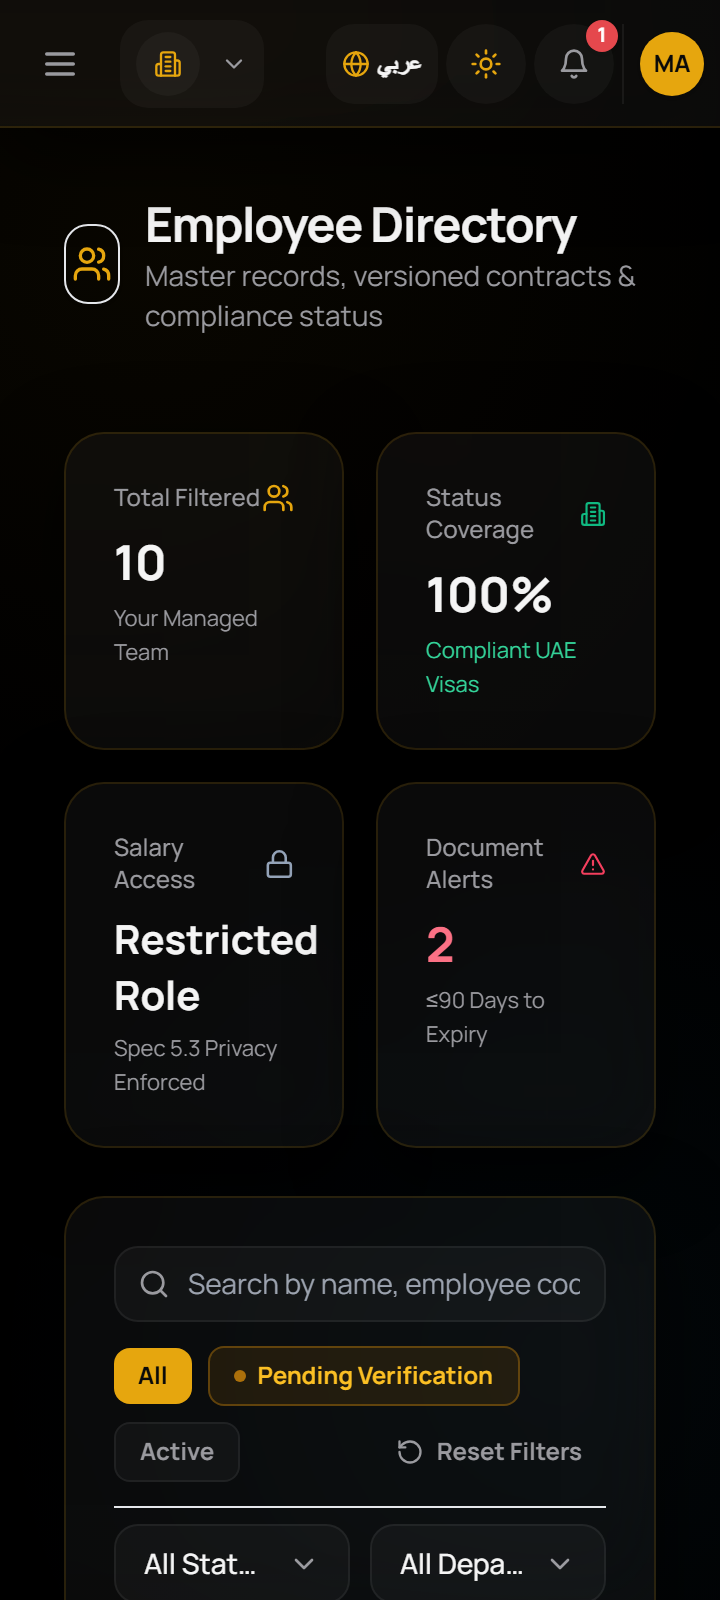 عربي
1
MA
Employee Directory
Master records, versioned contracts &
compliance status
Total Filtered
10
Your Managed
Team
Status
Coverage
100%
Compliant UAE
Visas
Salary
Access
Restricted
Role
Spec 5.3 Privacy
Enforced
Document
Alerts
2
≤90 Days to
Expiry
Search by name, employee coc
All
Pending Verification
Active
Reset Filters
All Stat...
All Depa...